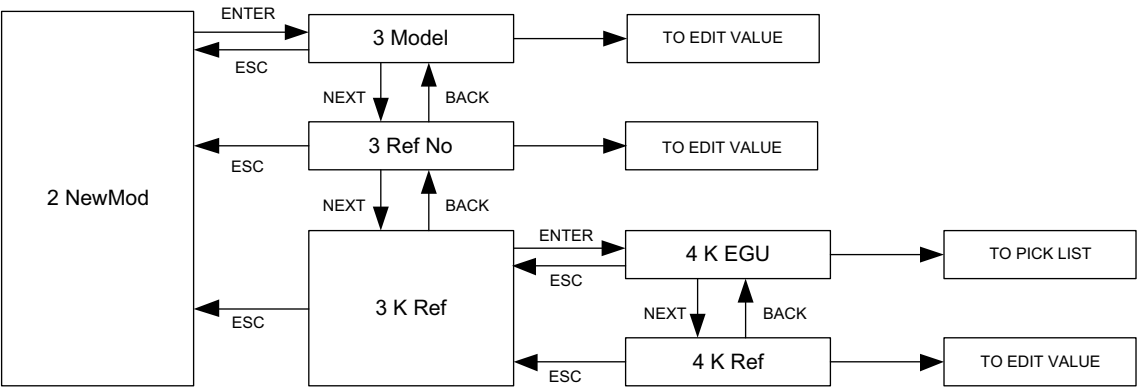 ENTER
3 Model
TO EDIT VALUE
ESC
NEXT
BACK
3 Ref No
TO EDIT VALUE
ESC
2 NewMod
NEXT
BACK
ENTER
4 K EGU
TO PICK LIST
ESC
3 K Ref
ESC
NEXT
BACK
4 K Ref
TO EDIT VALUE
ESC